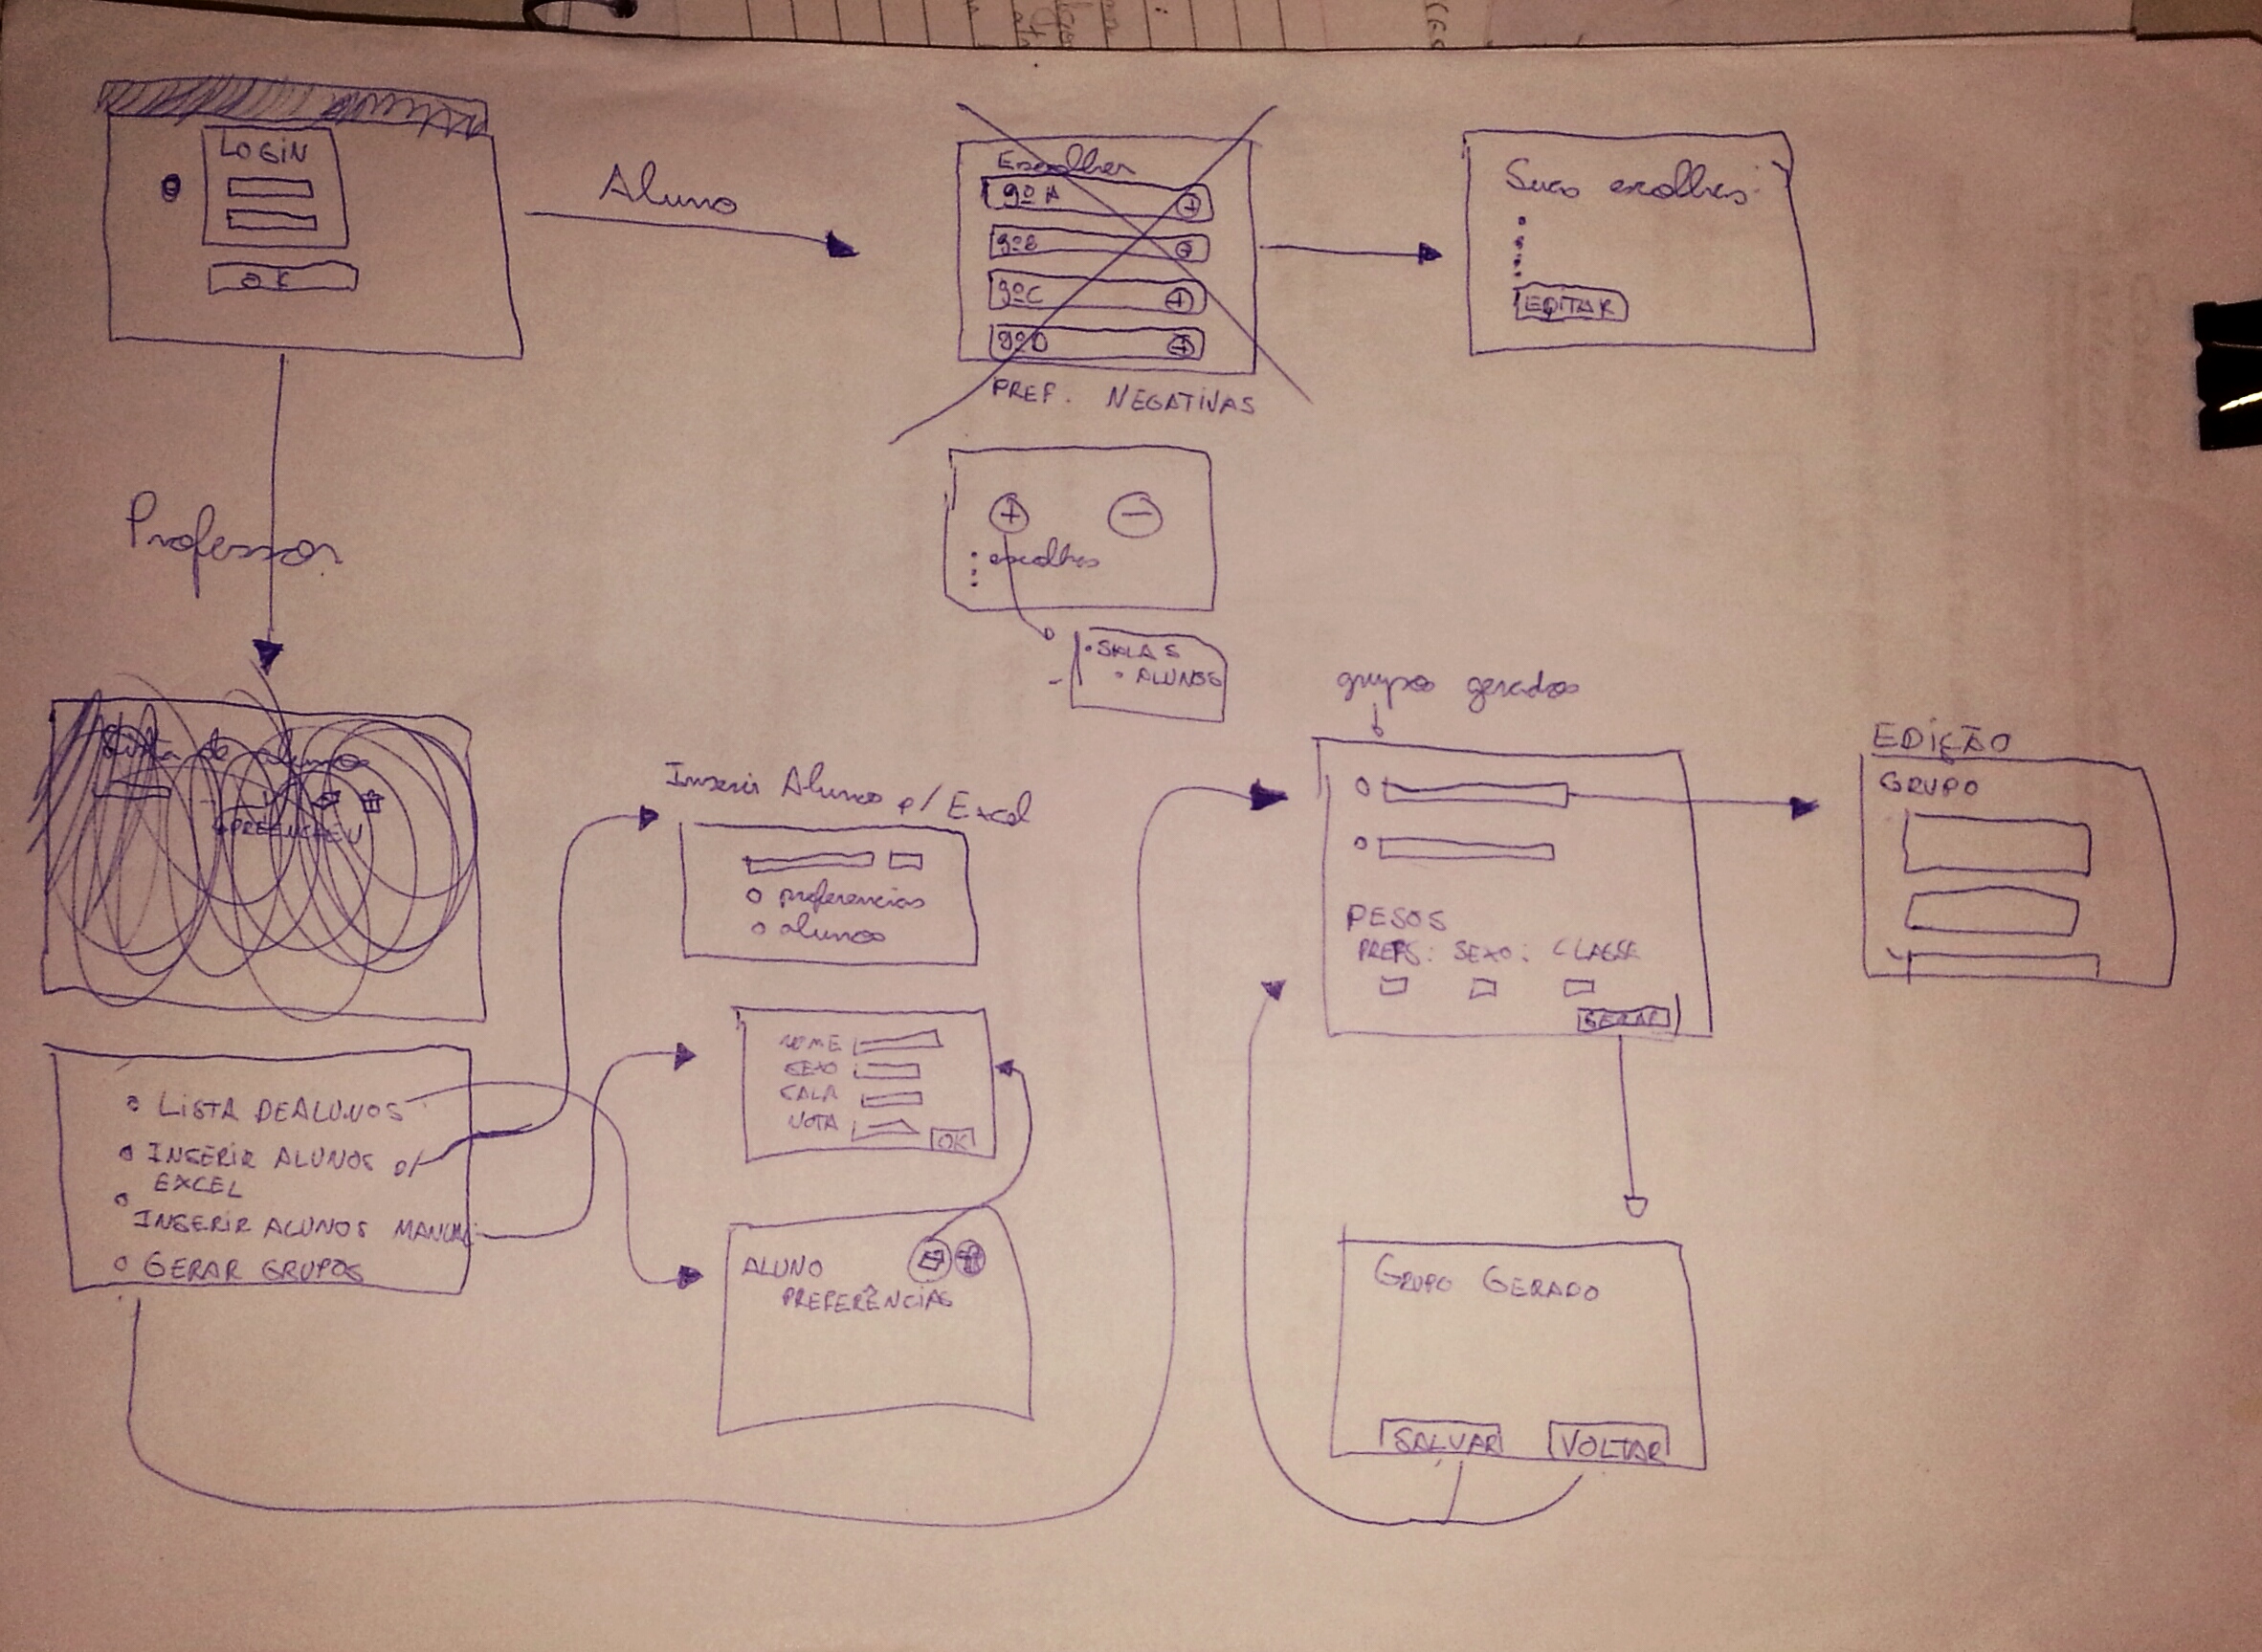 LOGIN
OK
Aluno
Escolher
9º A
9º B
9º C
9º D
PREF. NEGATIVAS
Suas escolhas:
EDITAR
Professor
+
-
escolhas
SALAS
ALUNOS
Lista de alunos
PREENCHEU
LISTA DE ALUNOS
INSERIR ALUNOS p/
EXCEL
INSERIR ALUNOS MANUAL
GERAR GRUPOS
Inserir Alunos p/ Excel
preferencias
alunos
NOME
SEXO
SALA
NOTA
OK
ALUNO
PREFERÊNCIAS
grupos gerados
PESOS
PREFS: SEXO: CLASSE
GERAR
EDIÇÃO
GRUPO
GRUPO GERADO
SALVAR
VOLTAR